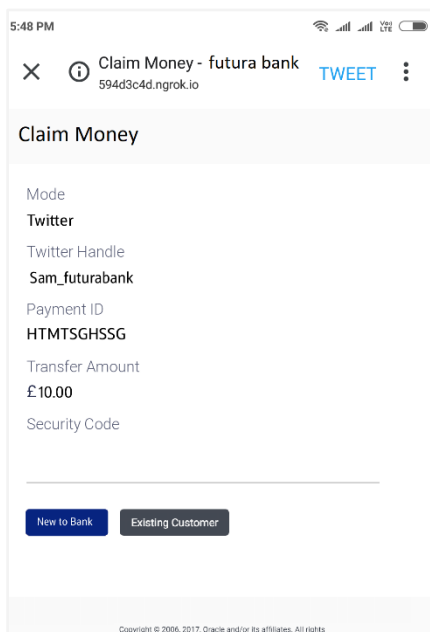 5:48 PM
Vo) LTE
Claim Money - futura bank
594d3c4d.ngrok.io
TWEET
Claim Money
Mode
Twitter
Twitter Handle
Sam_futurabank
Payment ID
HTMTSGHSSG
Transfer Amount
£10.00
Security Code
New to Bank Existing Customer
Copyright © 2006, 2017, Oracle and/or its affiliates. All rights